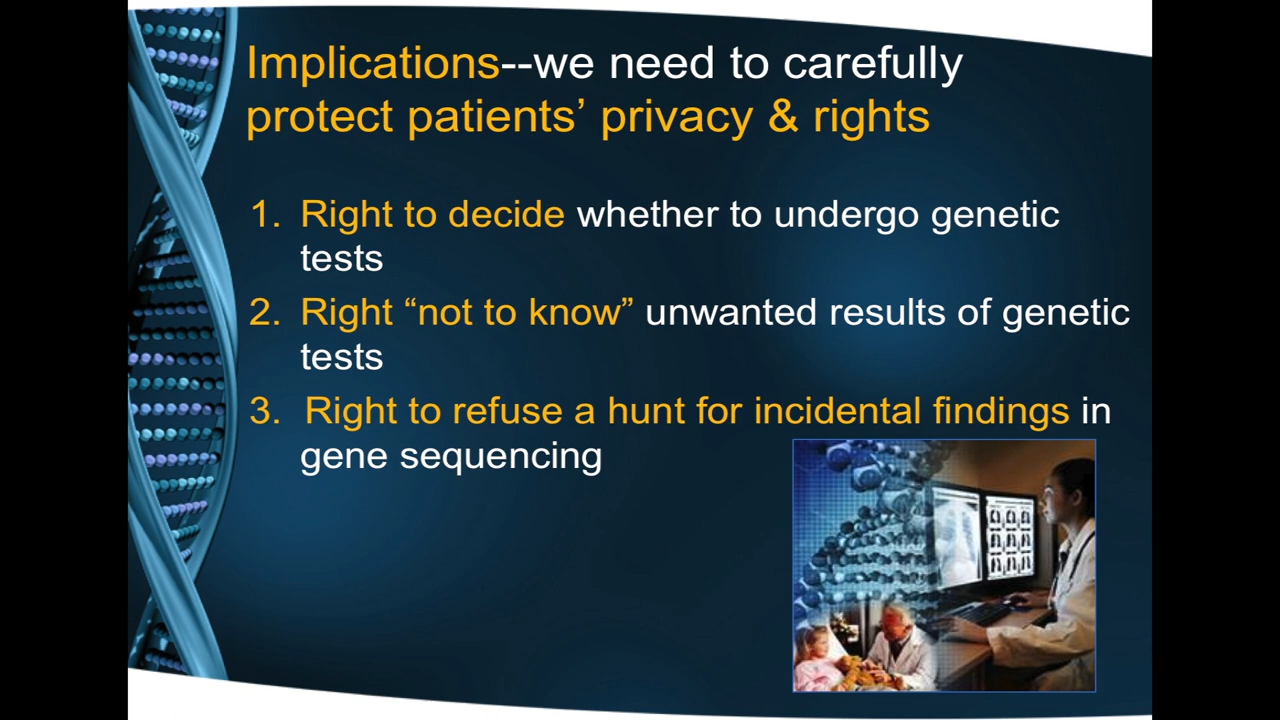 Implications--we need to carefully
protect patients’ privacy & rights
1. Right to decide whether to undergo genetic
tests
2. Right “not to know” unwanted results of genetic
tests
3. Right to refuse a hunt for incidental findings in
gene sequencing